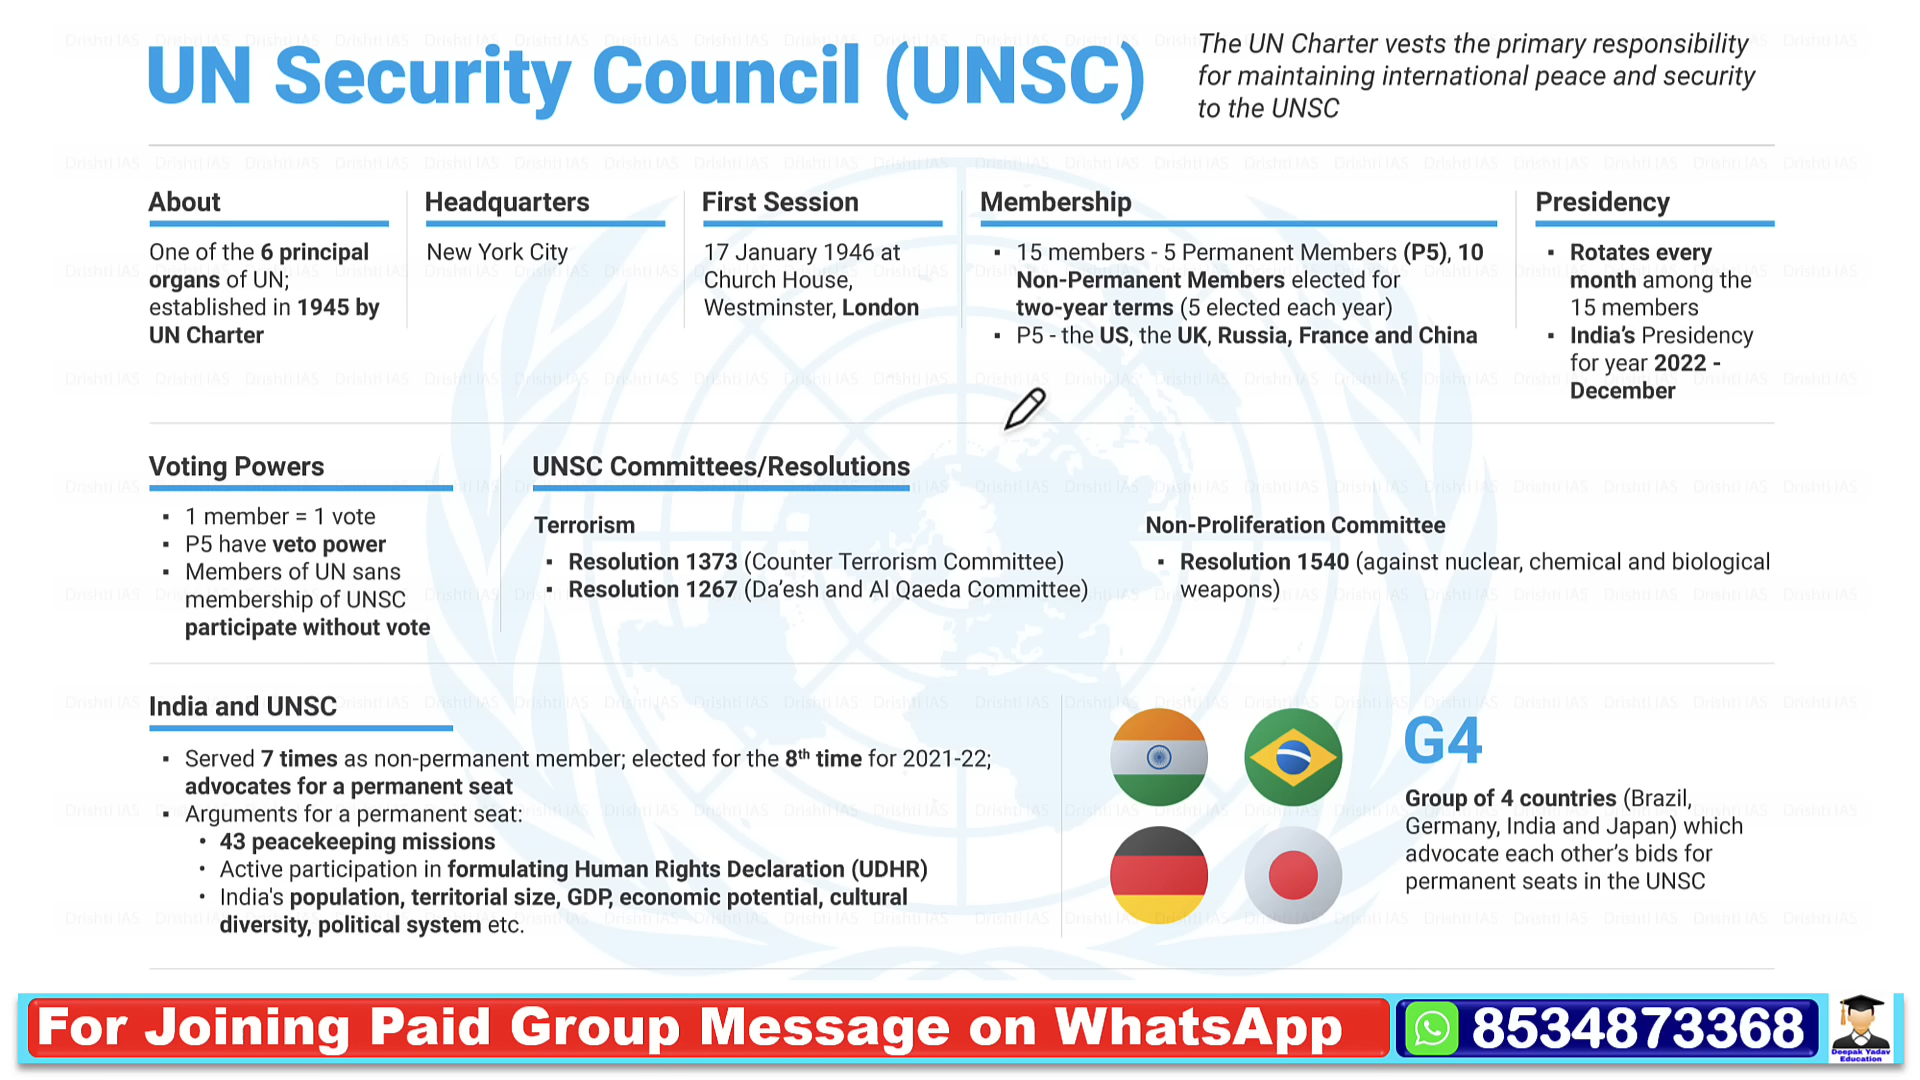 UN Security Council (UNSC)
The UN Charter vests the primary responsibility
for maintaining international peace and security
to the UNSC
About
One of the 6 principal
organs of UN;
established in 1945 by
UN Charter
Headquarters
New York City
First Session
17 January 1946 at
Church House,
Westminster, London
Membership
▪ 15 members - 5 Permanent Members (P5), 10
Non-Permanent Members elected for
two-year terms (5 elected each year)
▪ P5 - the US, the UK, Russia, France and China
Presidency
▪ Rotates every
month among the
15 members
▪ India's Presidency
for year 2022 -
December
Voting Powers
▪ 1 member = 1 vote
▪ P5 have veto power
▪ Members of UN sans
membership of UNSC
participate without vote
UNSC Committees/Resolutions
Terrorism
▪ Resolution 1373 (Counter Terrorism Committee)
▪ Resolution 1267 (Da'esh and Al Qaeda Committee)
Non-Proliferation Committee
▪ Resolution 1540 (against nuclear, chemical and biological
weapons)
India and UNSC
▪ Served 7 times as non-permanent member; elected for the 8th time for 2021-22;
advocates for a permanent seat
▪ Arguments for a permanent seat:
• 43 peacekeeping missions
• Active participation in formulating Human Rights Declaration (UDHR)
• India's population, territorial size, GDP, economic potential, cultural
diversity, political system etc.
G4
Group of 4 countries (Brazil,
Germany, India and Japan) which
advocate each other's bids for
permanent seats in the UNSC
For Joining Paid Group Message on WhatsApp
8534873368
Deepak Yadav
Education
Drishti IAS